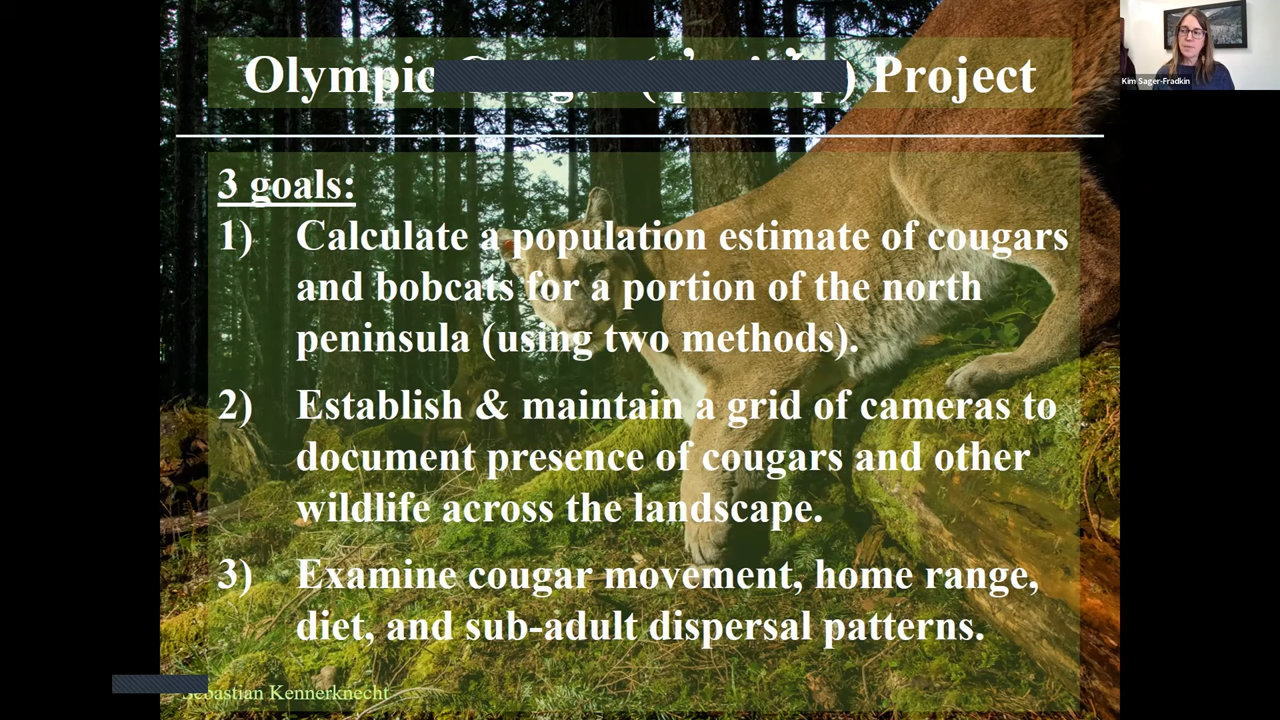 Olympic Project
Kim Sager-Fradkin
3 goals:
1) Calculate a population estimate of cougars
and bobcats for a portion of the north
peninsula (using two methods).
2) Establish & maintain a grid of cameras to
document presence of cougars and other
wildlife across the landscape.
3) Examine cougar movement, home range,
diet, and sub-adult dispersal patterns.
Sebastian Kennerknecht